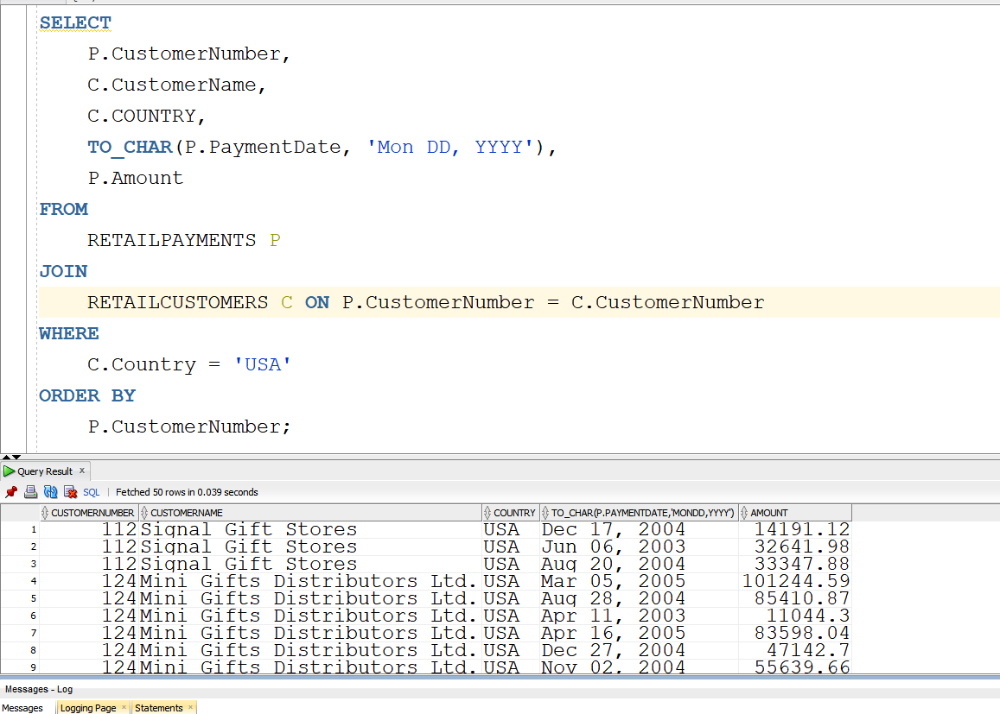 SELECT
P.CustomerNumber,
C.CustomerName,
C.COUNTRY,
TO_CHAR(P.PaymentDate, 'Mon DD, YYYY'),
P.Amount
FROM
RETAILPAYMENTS P
JOIN
RETAILCUSTOMERS C ON P.CustomerNumber = C.CustomerNumber
WHERE
C.Country = 'USA'
ORDER BY
P.CustomerNumber;
Query Result x
SQL | Fetched 50 rows in 0.039 seconds
CUSTOMERNUMBER CUSTOMERNAME COUNTRY TO_CHAR(P.PAYMENTDATE,'MONDD,YYYY') AMOUNT
1 112 Signal Gift Stores USA Dec 17, 2004 14191.12
2 112 Signal Gift Stores USA Jun 06, 2003 32641.98
3 112 Signal Gift Stores USA Aug 20, 2004 33347.88
4 124 Mini Gifts Distributors Ltd. USA Mar 05, 2005 101244.59
5 124 Mini Gifts Distributors Ltd. USA Aug 28, 2004 85410.87
6 124 Mini Gifts Distributors Ltd. USA Apr 11, 2003 11044.3
7 124 Mini Gifts Distributors Ltd. USA Apr 16, 2005 83598.04
8 124 Mini Gifts Distributors Ltd. USA Dec 27, 2004 47142.7
9 124 Mini Gifts Distributors Ltd. USA Nov 02, 2004 55639.66
Messages - Log
Messages Logging Page x Statements x